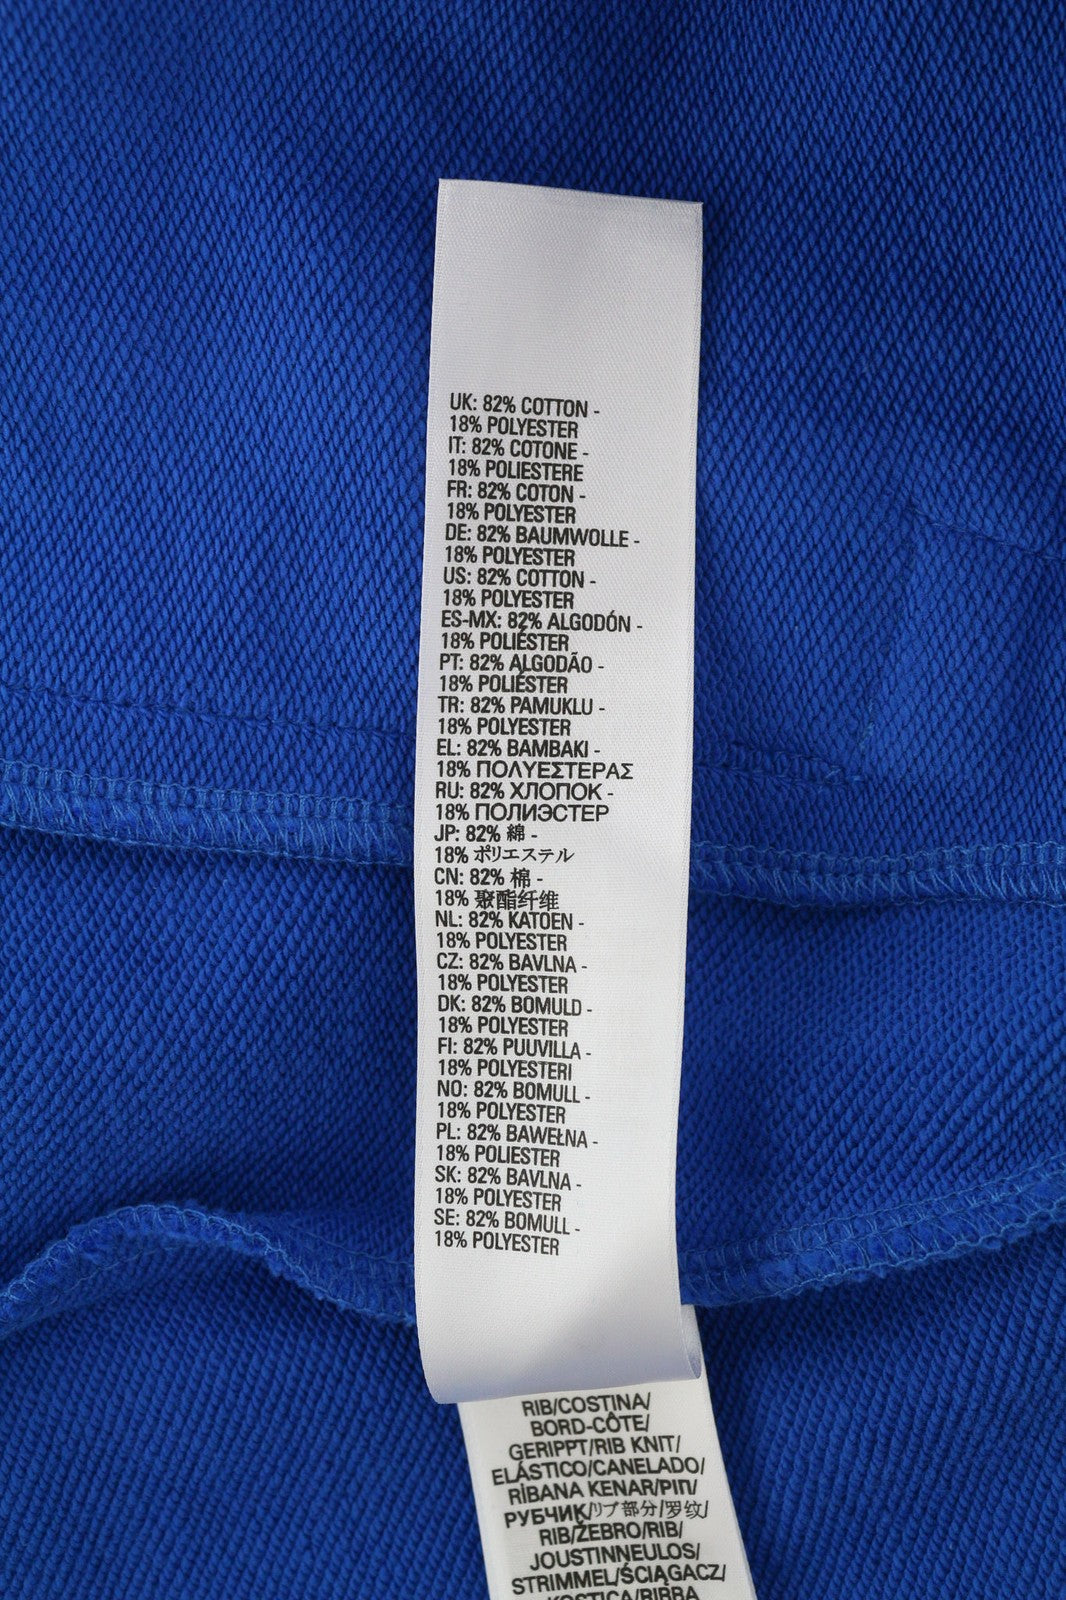 UK: 82% COTTON -
18% POLYESTER
IT: 82% COTONE -
18% POLIESTERE
FR: 82% COTON -
18% POLYESTER
DE: 82% BAUMWOLLE -
18% POLYESTER
US: 82% COTTON -
18% POLYESTER
ES-MX: 82% ALGODÓN -
18% POLIÉSTER
PT: 82% ALGODÃO -
18% POLIÉSTER
TR: 82% PAMUKLU -
18% POLYESTER
EL: 82% ΒΑΜΒΑΚΙ -
18% ΠΟΛΥΕΣΤΕΡΑΣ
RU: 82% ХЛОПОК -
18% ПОЛИЭСТЕР
JP: 82% 綿 -
18% ポリエステル
CN: 82% 棉 -
18% 聚酯纤维
NL: 82% KATOEN -
18% POLYESTER
CZ: 82% BAVLNA -
18% POLYESTER
DK: 82% BOMULD -
18% POLYESTER
FI: 82% PUUVILLA -
18% POLYESTERI
NO: 82% BOMULL -
18% POLYESTER
PL: 82% BAWEŁNA -
18% POLIESTER
SK: 82% BAVLNA -
18% POLYESTER
SE: 82% BOMULL -
18% POLYESTER
RIB/COSTINA/
BORD-CÔTE/
GERIPPT/RIB KNIT/
ELÁSTICO/CANELADO/
RİBANA KENAR/ΡΙΠ/
РУБЧИК/リブ部分/罗纹/
RIB/ŽEBRO/RIB/
JOUSTINNEULOS/
STRIMMEL/ŚCIĄGACZ/
KOSTICA/RIBBA